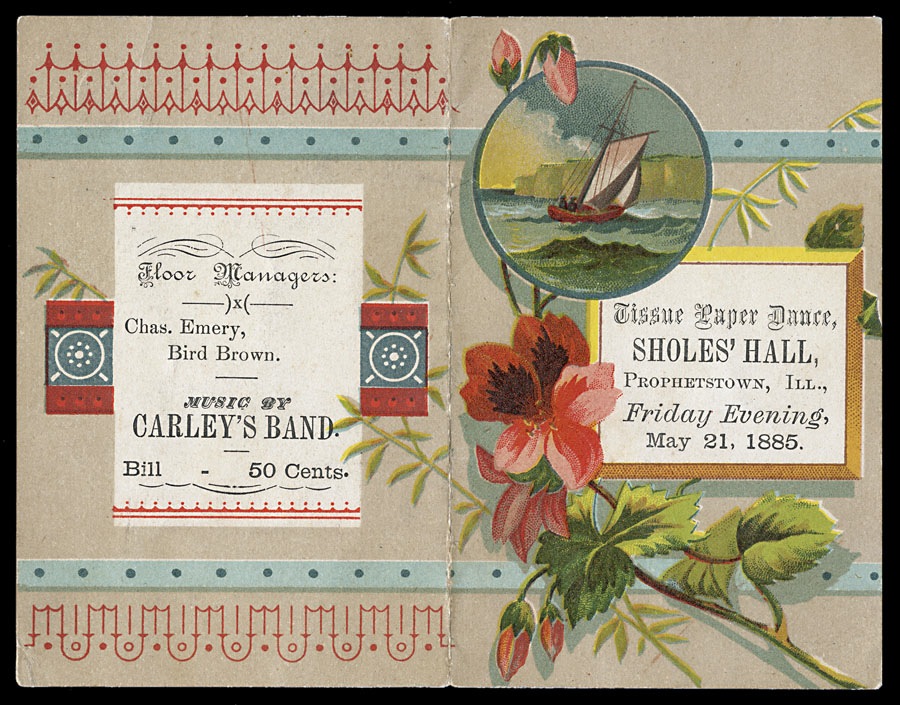 Floor Managers:
)x(
Chas. Emery,
Bird Brown.
MUSIC BY
CARLEY'S BAND.
Bill - 50 Cents.
Tissue Paper Dance,
SHOLES' HALL,
PROPHETSTOWN, ILL.,
Friday Evening,
May 21, 1885.